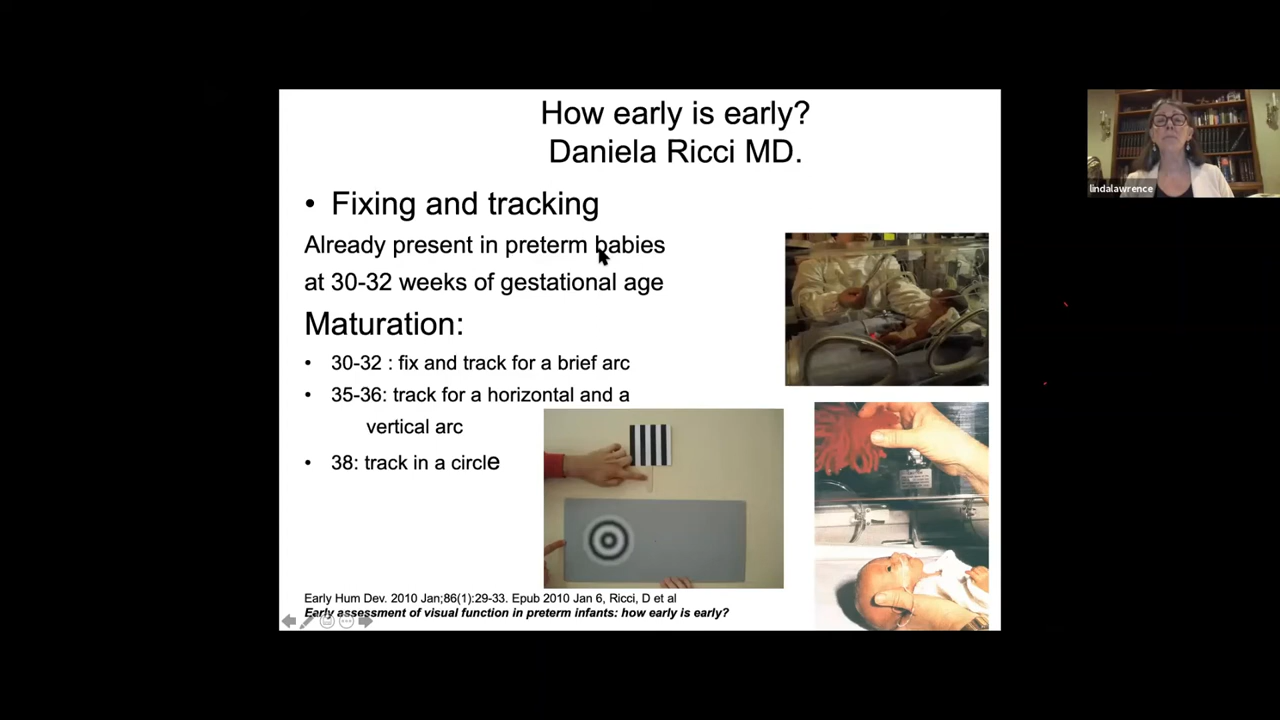 How early is early?
Daniela Ricci MD.
• Fixing and tracking
Already present in preterm babies
at 30-32 weeks of gestational age
Maturation:
• 30-32 : fix and track for a brief arc
• 35-36: track for a horizontal and a
vertical arc
• 38: track in a circle
Early Hum Dev. 2010 Jan;86(1):29-33. Epub 2010 Jan 6, Ricci, D et al
Early assessment of visual function in preterm infants: how early is early?
lindalawrence